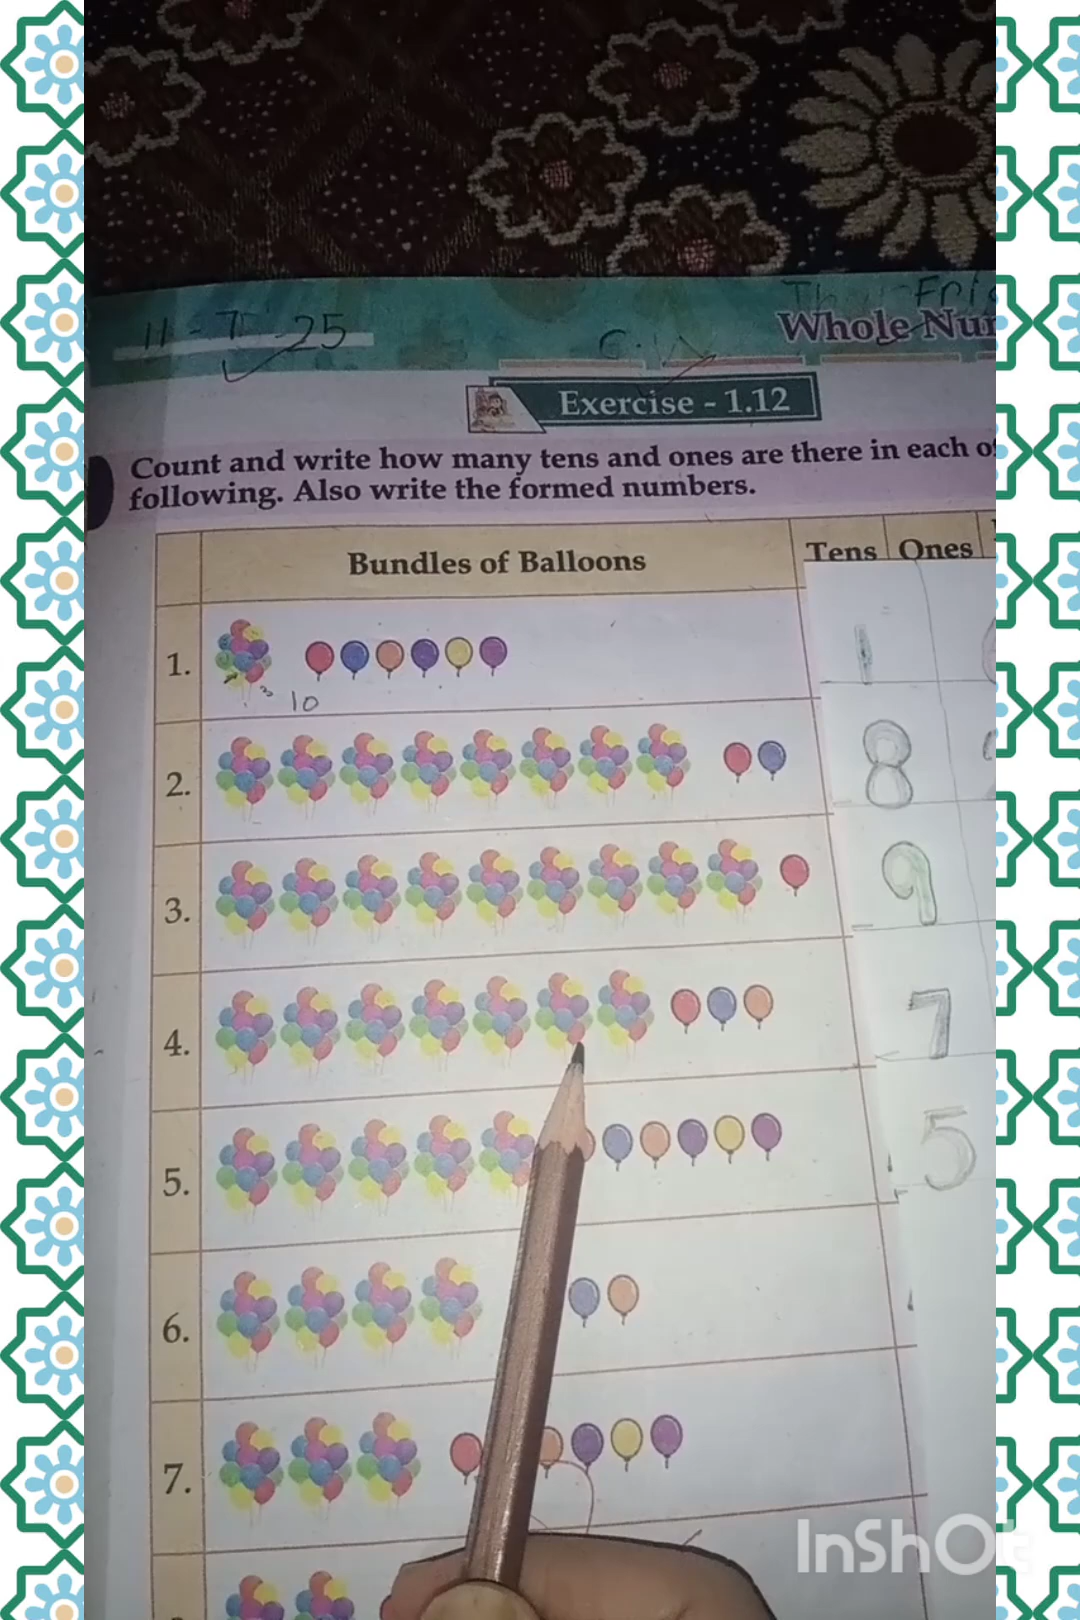 Fri
11-7-25
Whole Nu
C.W
Exercise - 1.12
Count and write how many tens and ones are there in each o
following. Also write the formed numbers.
Bundles of Balloons Tens Ones
1. 1
10
2. 8
3. 9
4. 7
5. 5
6.
7.
InShOt